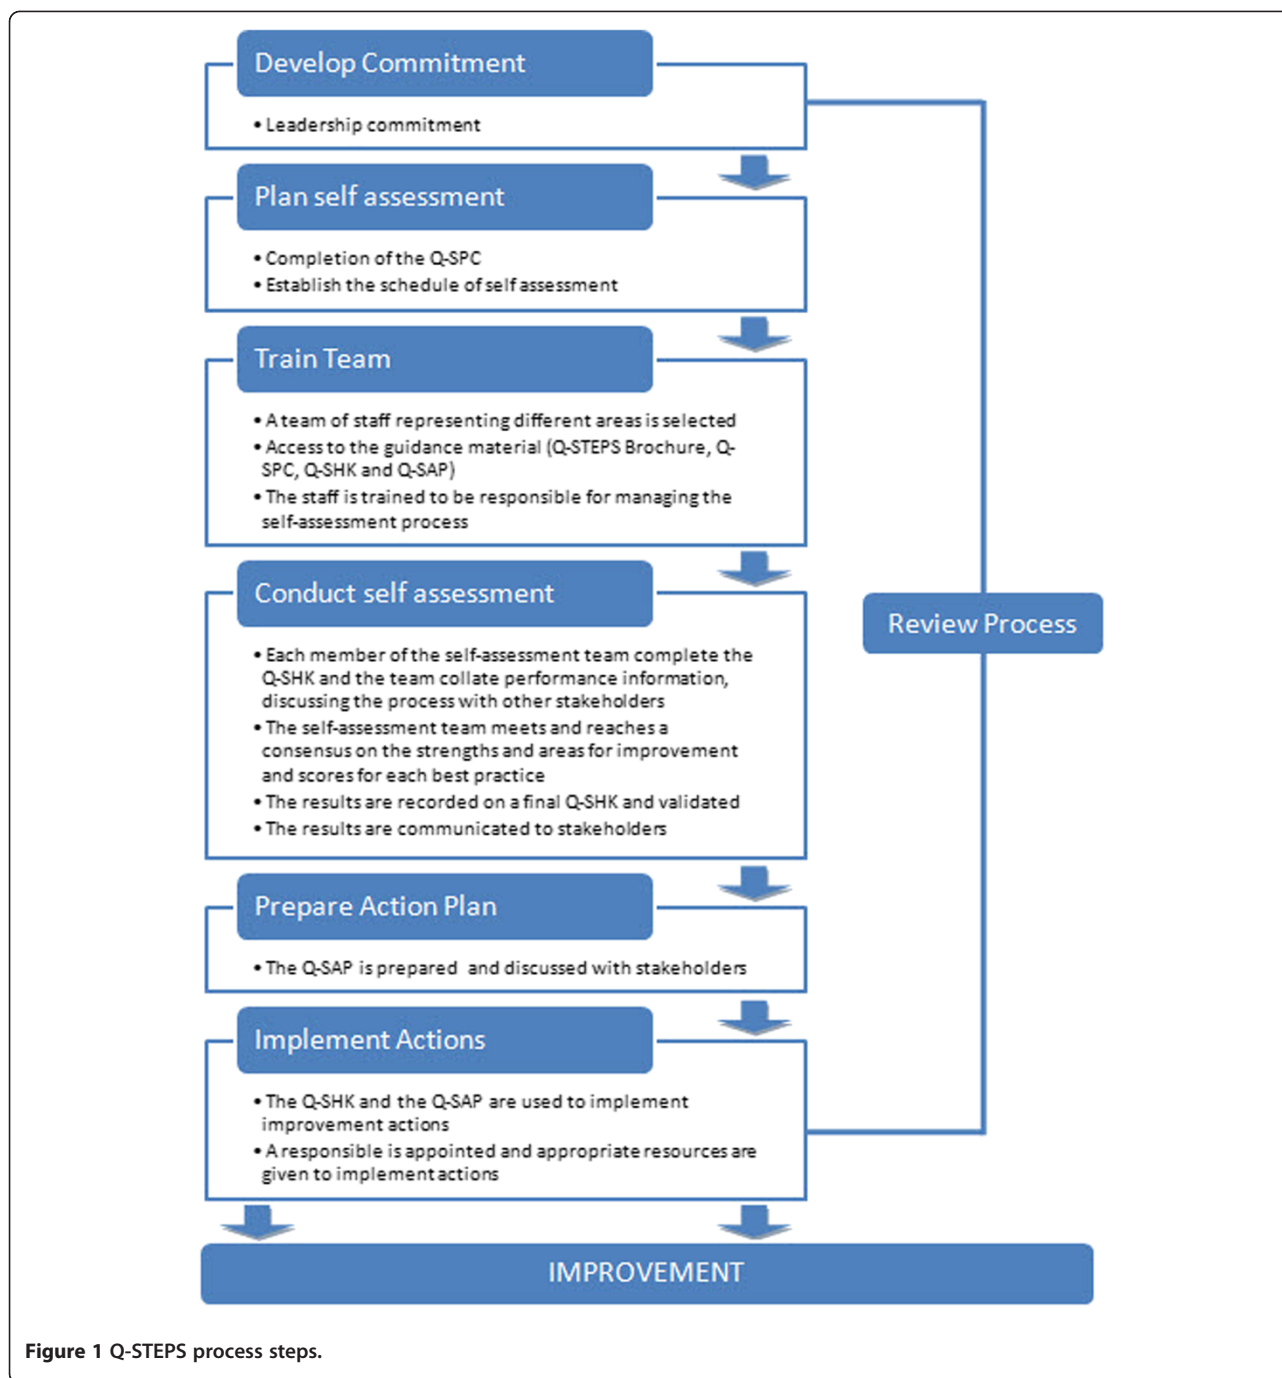 Develop Commitment
• Leadership commitment
Plan self assessment
• Completion of the Q-SPC
• Establish the schedule of self assessment
Train Team
• A team of staff representing different areas is selected
• Access to the guidance material (Q-STEPS Brochure, Q-
SPC, Q-SHK and Q-SAP)
• The staff is trained to be responsible for managing the
self-assessment process
Conduct self assessment
• Each member of the self-assessment team complete the
Q-SHK and the team collate performance information,
discussing the process with other stakeholders
• The self-assessment team meets and reaches a
consensus on the strengths and areas for improvement
and scores for each best practice
• The results are recorded on a final Q-SHK and validated
• The results are communicated to stakeholders
Prepare Action Plan
• The Q-SAP is prepared and discussed with stakeholders
Implement Actions
• The Q-SHK and the Q-SAP are used to implement
improvement actions
• A responsible is appointed and appropriate resources are
given to implement actions
Review Process
IMPROVEMENT
Figure 1 Q-STEPS process steps.